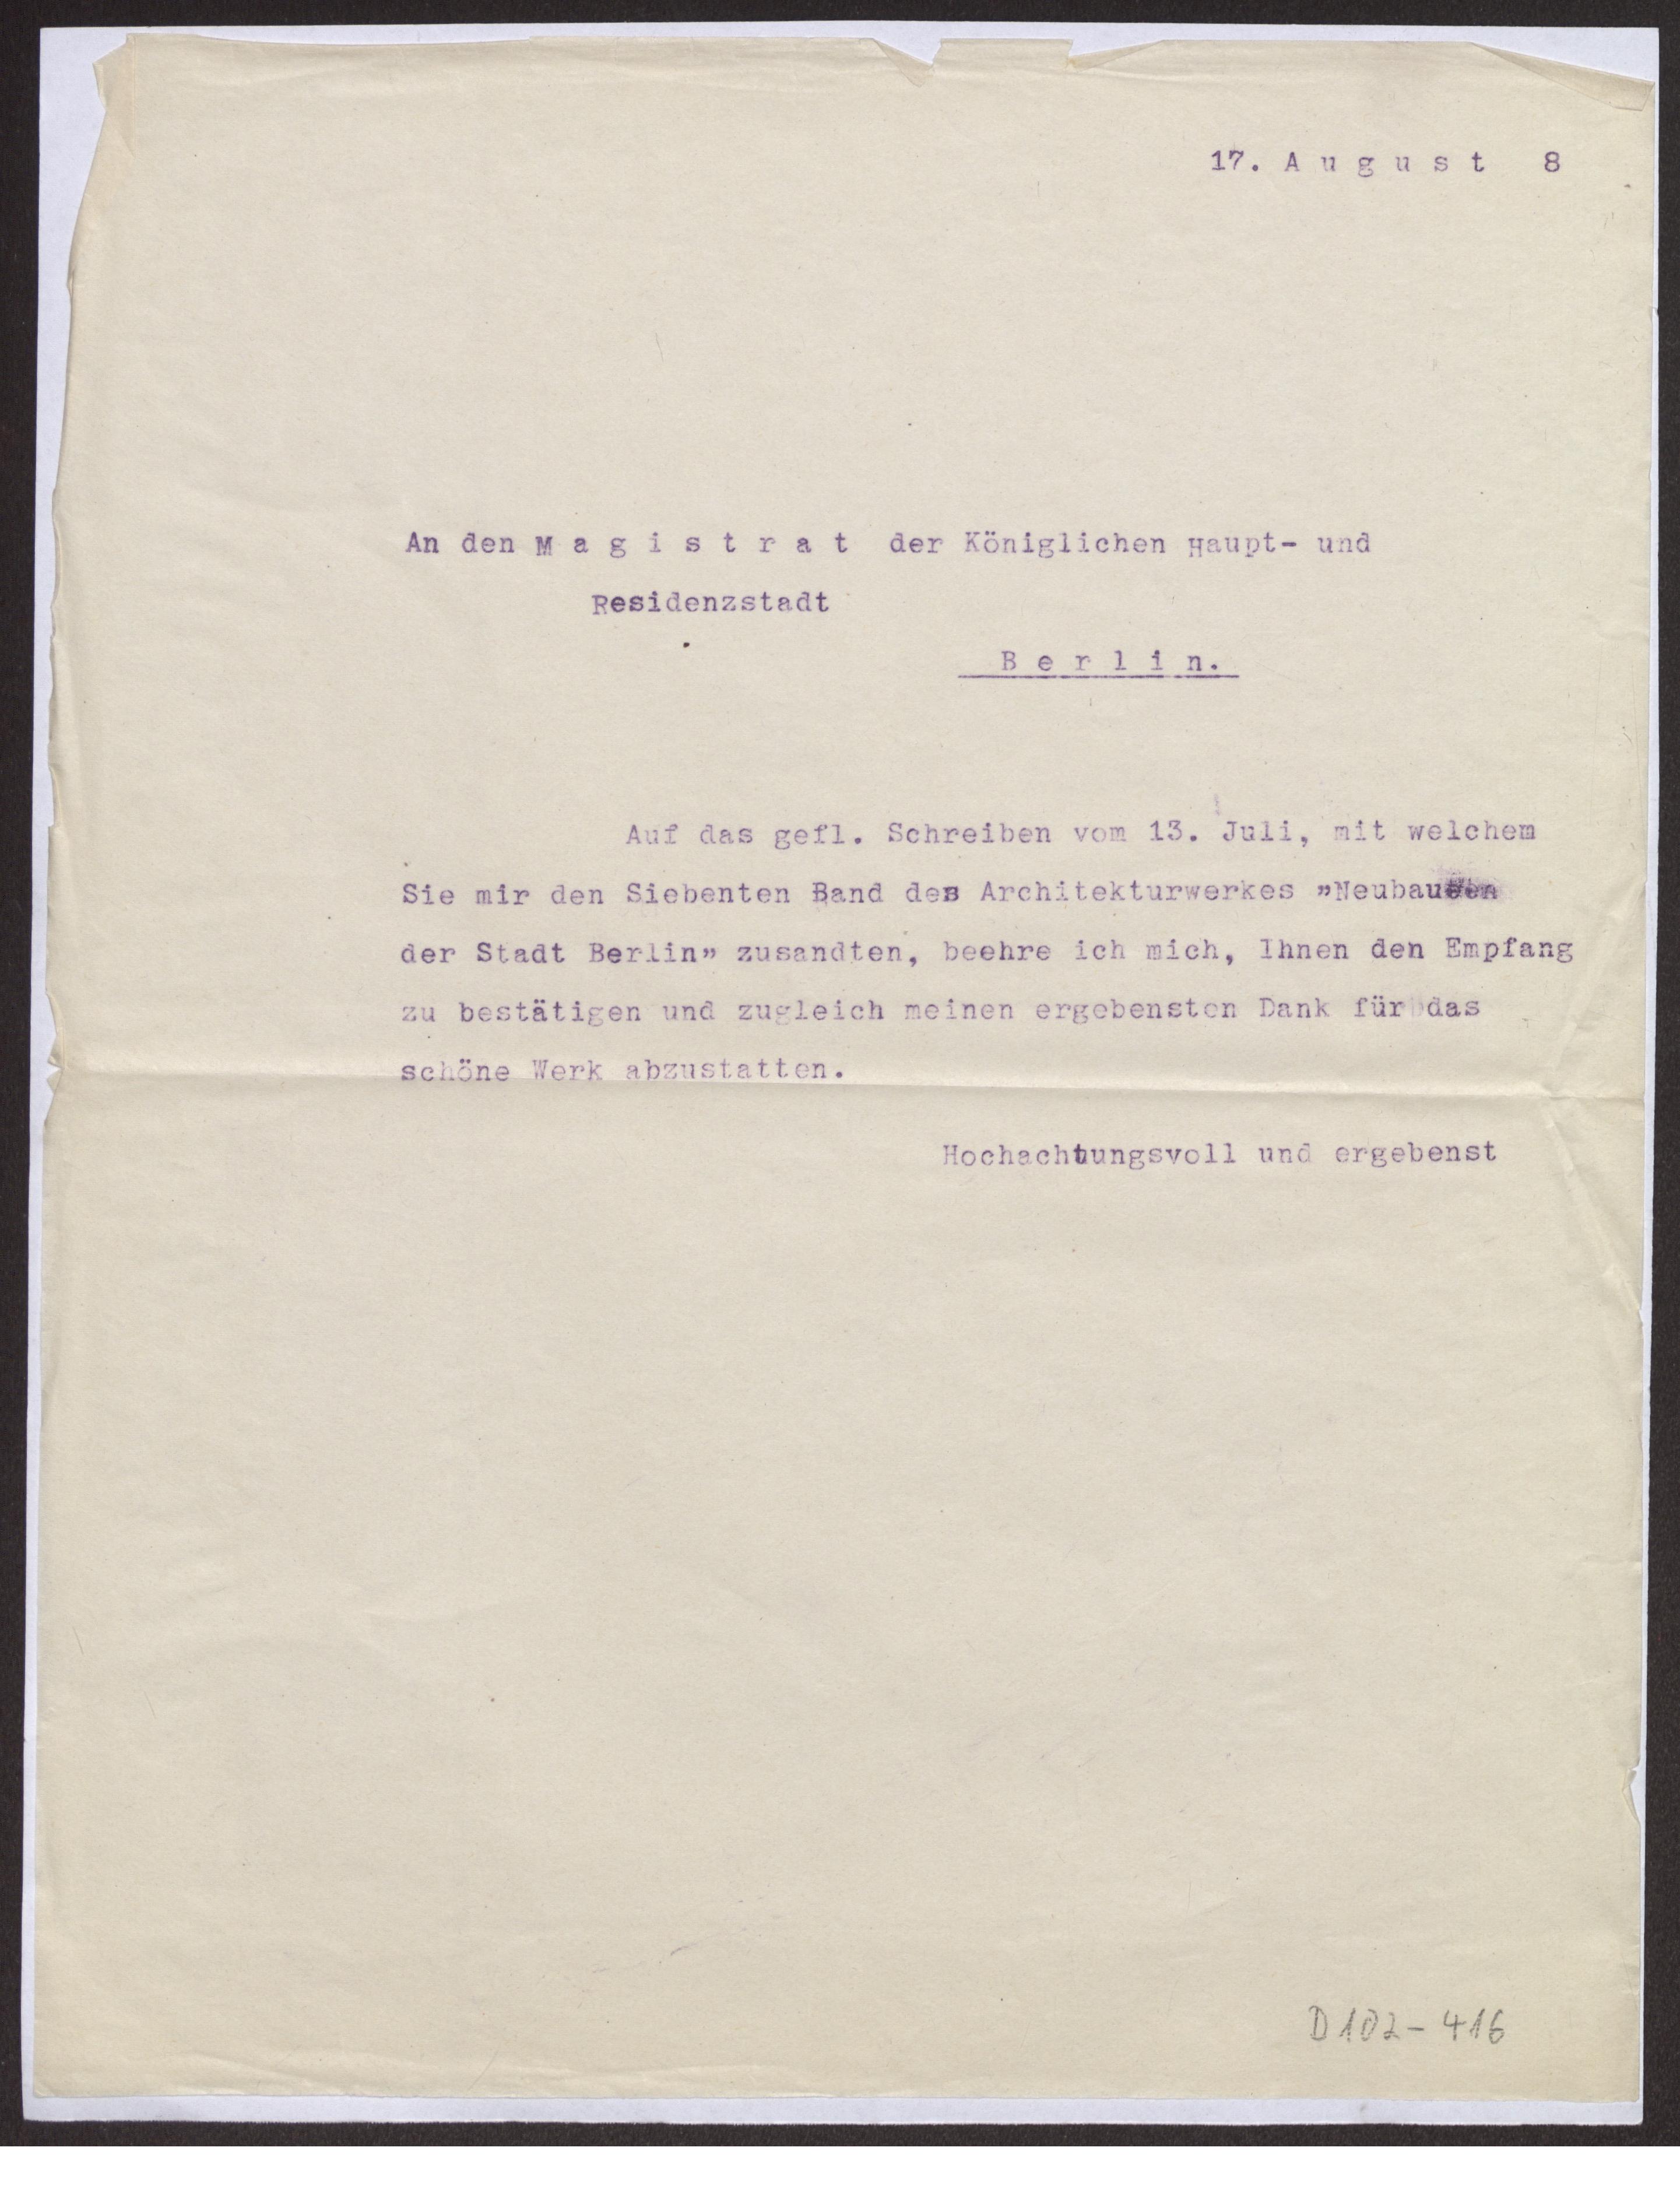 17. A u g u s t 8
An den M a g i s t r a t der Königlichen Haupt- und
Residenzstadt
B e r l i n.
Auf das gefl. Schreiben vom 13. Juli, mit welchem
Sie mir den Siebenten Band des Architekturwerkes "Neubauten
der Stadt Berlin" zusandten, beehre ich mich, Ihnen den Empfang
zu bestätigen und zugleich meinen ergebensten Dank für das
schöne Werk abzustatten.
Hochachtungsvoll und ergebenst
D 102-416